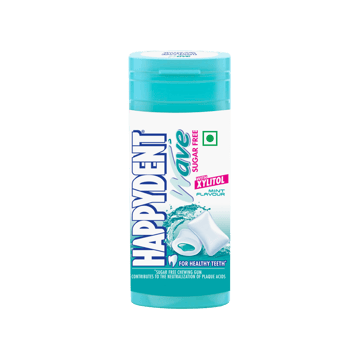 HAPPYDENT
Wave
SUGAR FREE
WITH
XYLITOL
MINT
FLAVOUR
FOR HEALTHY TEETH*
*SUGAR FREE CHEWING GUM
CONTRIBUTES TO THE NEUTRALIZATION OF PLAQUE ACIDS